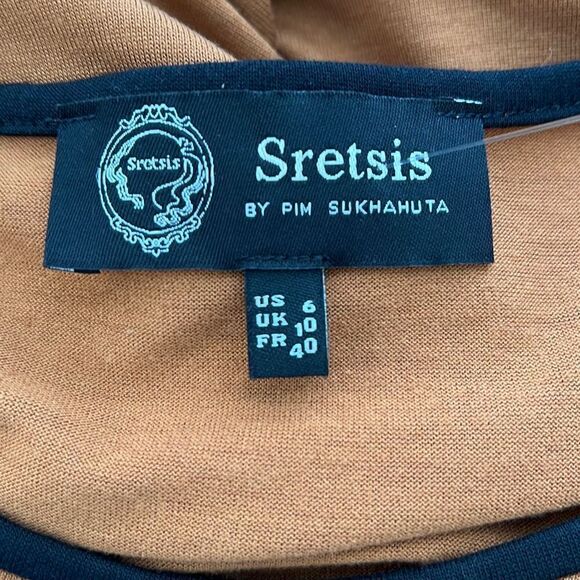 Sretsis
Sretsis
BY PIM SUKHAHUTA
US 6
UK 10
FR 40